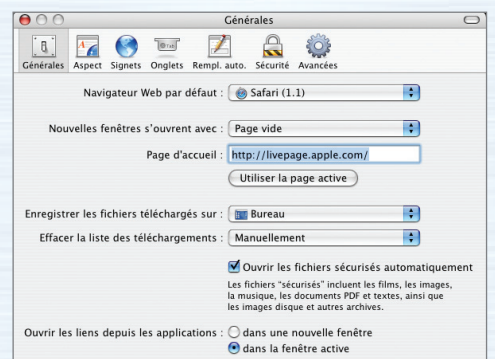 Générales
Générales Aspect Signets Onglets Rempl. auto. Sécurité Avancées
Navigateur Web par défaut : Safari (1.1)
Nouvelles fenêtres s'ouvrent avec : Page vide
Page d'accueil : http://livepage.apple.com/
Utiliser la page active
Enregistrer les fichiers téléchargés sur : Bureau
Effacer la liste des téléchargements : Manuellement
Ouvrir les fichiers sécurisés automatiquement
Les fichiers “sécurisés” incluent les films, les images,
la musique, les documents PDF et textes, ainsi que
les images disque et autres archives.
Ouvrir les liens depuis les applications : dans une nouvelle fenêtre
dans la fenêtre active